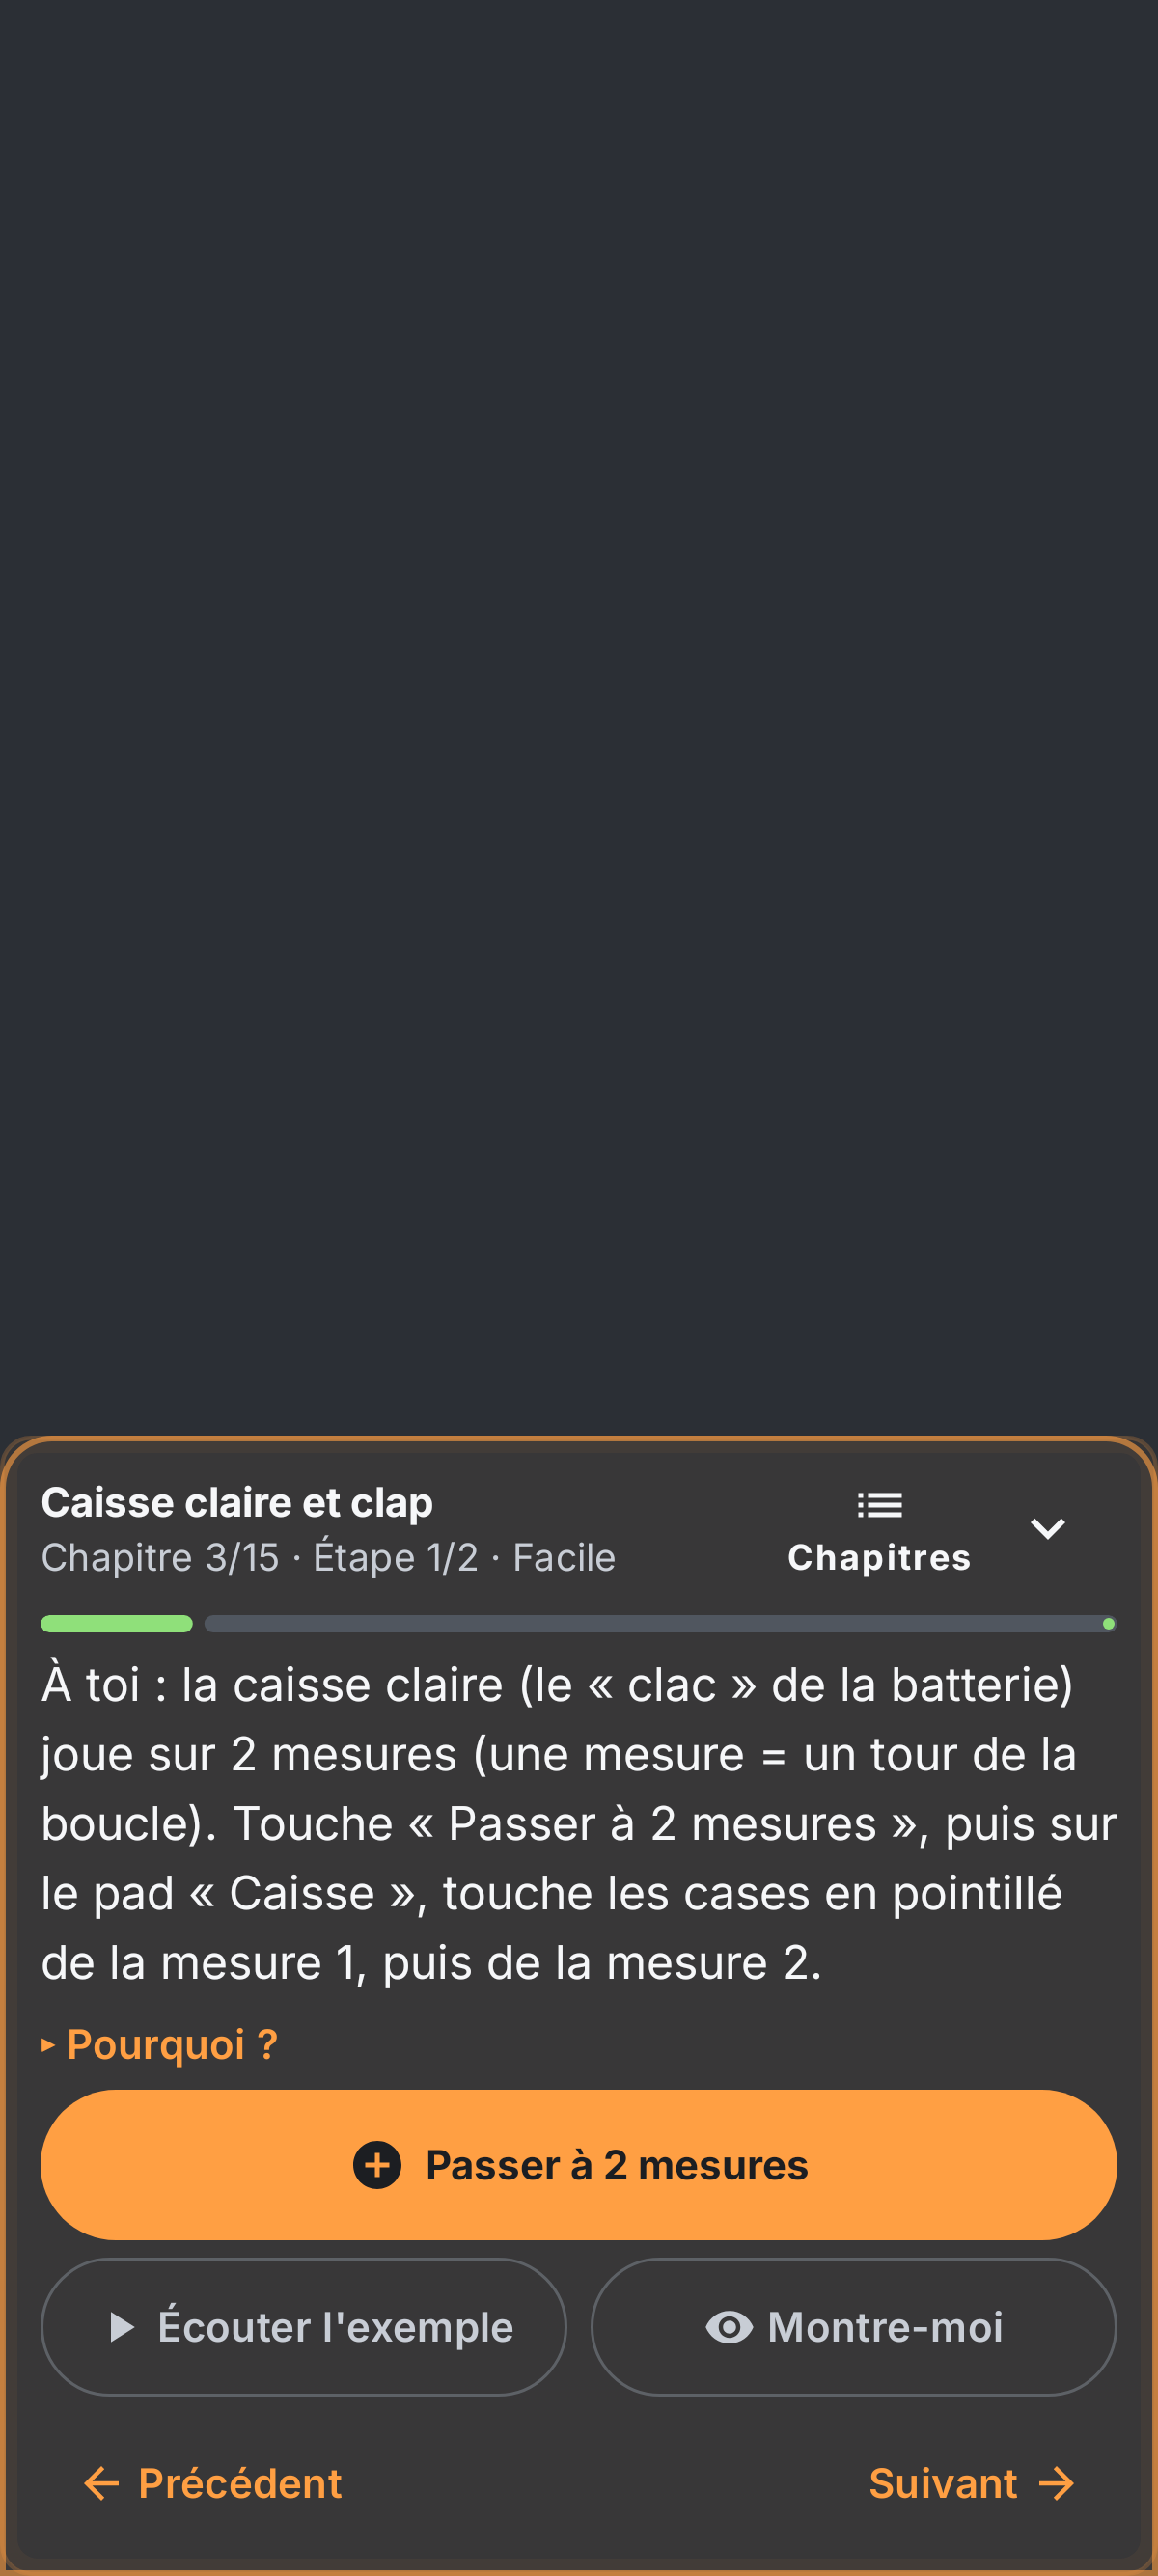 Caisse claire et clap
Chapitre 3/15 · Étape 1/2 · Facile
Chapitres
À toi : la caisse claire (le « clac » de la batterie)
joue sur 2 mesures (une mesure = un tour de la
boucle). Touche « Passer à 2 mesures », puis sur
le pad « Caisse », touche les cases en pointillé
de la mesure 1, puis de la mesure 2.
▸ Pourquoi ?
Passer à 2 mesures
Écouter l'exemple
Montre-moi
← Précédent
Suivant →